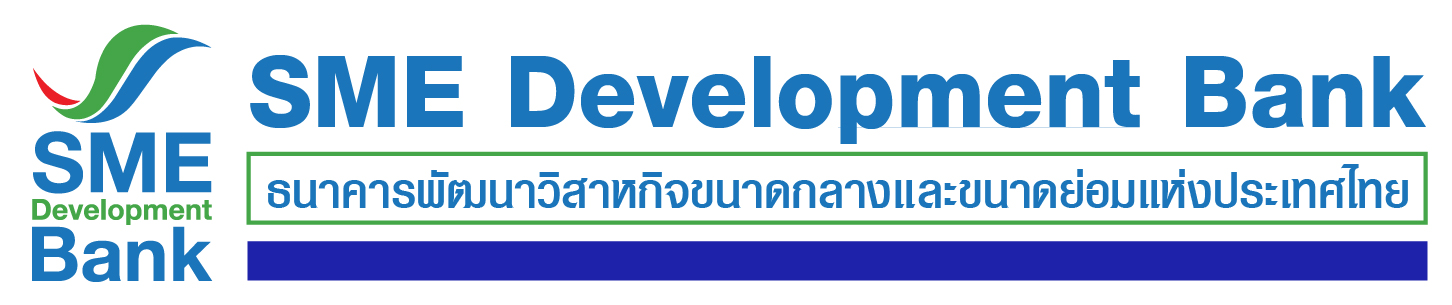 SME
Development
Bank
SME Development Bank
ธนาคารพัฒนาวิสาหกิจขนาดกลางและขนาดย่อมแห่งประเทศไทย